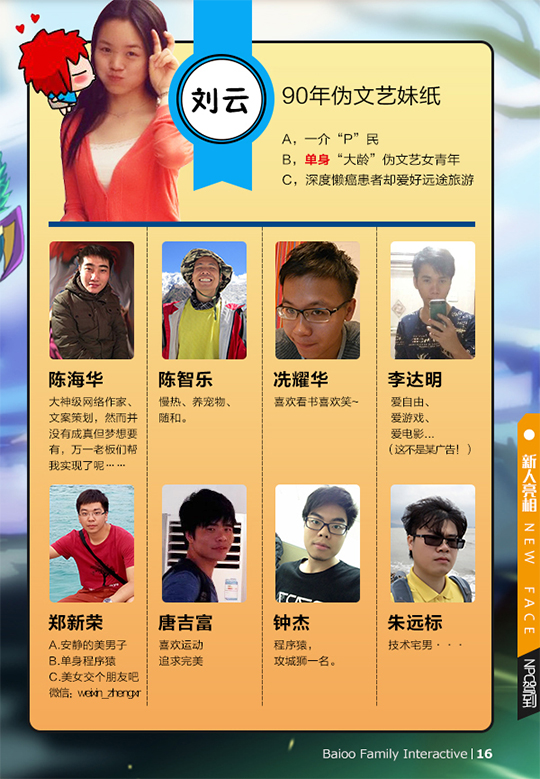 刘云
90年伪文艺妹纸
A，一介“P”民
B，单身“大龄”伪文艺女青年
C，深度懒癌患者却爱好远途旅游
陈海华
大神级网络作家、
文案策划，然而并
没有成真但梦想要
有，万一老板们帮
我实现了呢……
陈智乐
慢热、养宠物、
随和。
冼耀华
喜欢看书喜欢笑~
李达明
爱自由、
爱游戏、
爱电影...
（这不是某广告！）
郑新荣
A.安静的美男子
B.单身程序猿
C.美女交个朋友吧
微信：weixin_zhengxr
唐吉富
喜欢运动
追求完美
钟杰
程序猿，
攻城狮一名。
朱远标
技术宅男···
新人亮相 NEW FACE
Baioo Family Interactive | 16